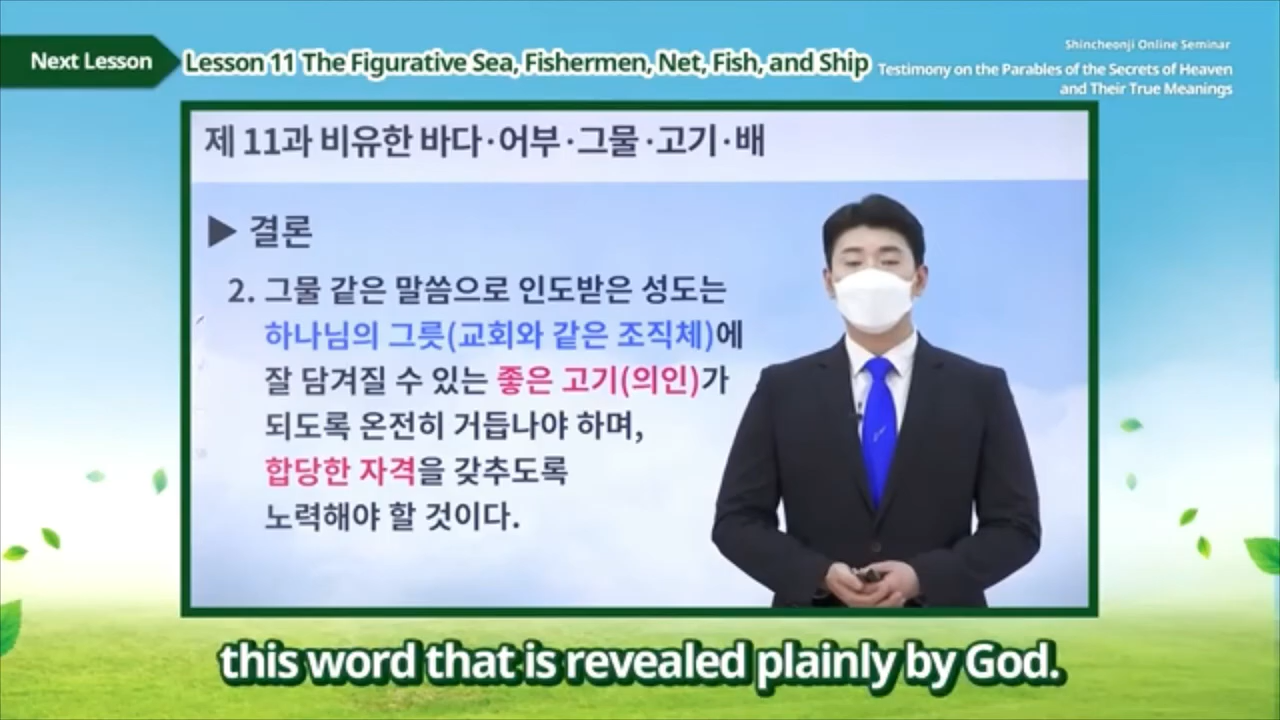 Next Lesson
Lesson 11 The Figurative Sea, Fishermen, Net, Fish, and Ship
Shincheonji Online Seminar
Testimony on the Parables of the Secrets of Heaven
and Their True Meanings
제 11과 비유한 바다·어부·그물·고기·배
▶ 결론
2. 그물 같은 말씀으로 인도받은 성도는
하나님의 그릇(교회와 같은 조직체)에
잘 담겨질 수 있는 좋은 고기(의인)가
되도록 온전히 거듭나야 하며,
합당한 자격을 갖추도록
노력해야 할 것이다.
this word that is revealed plainly by God.